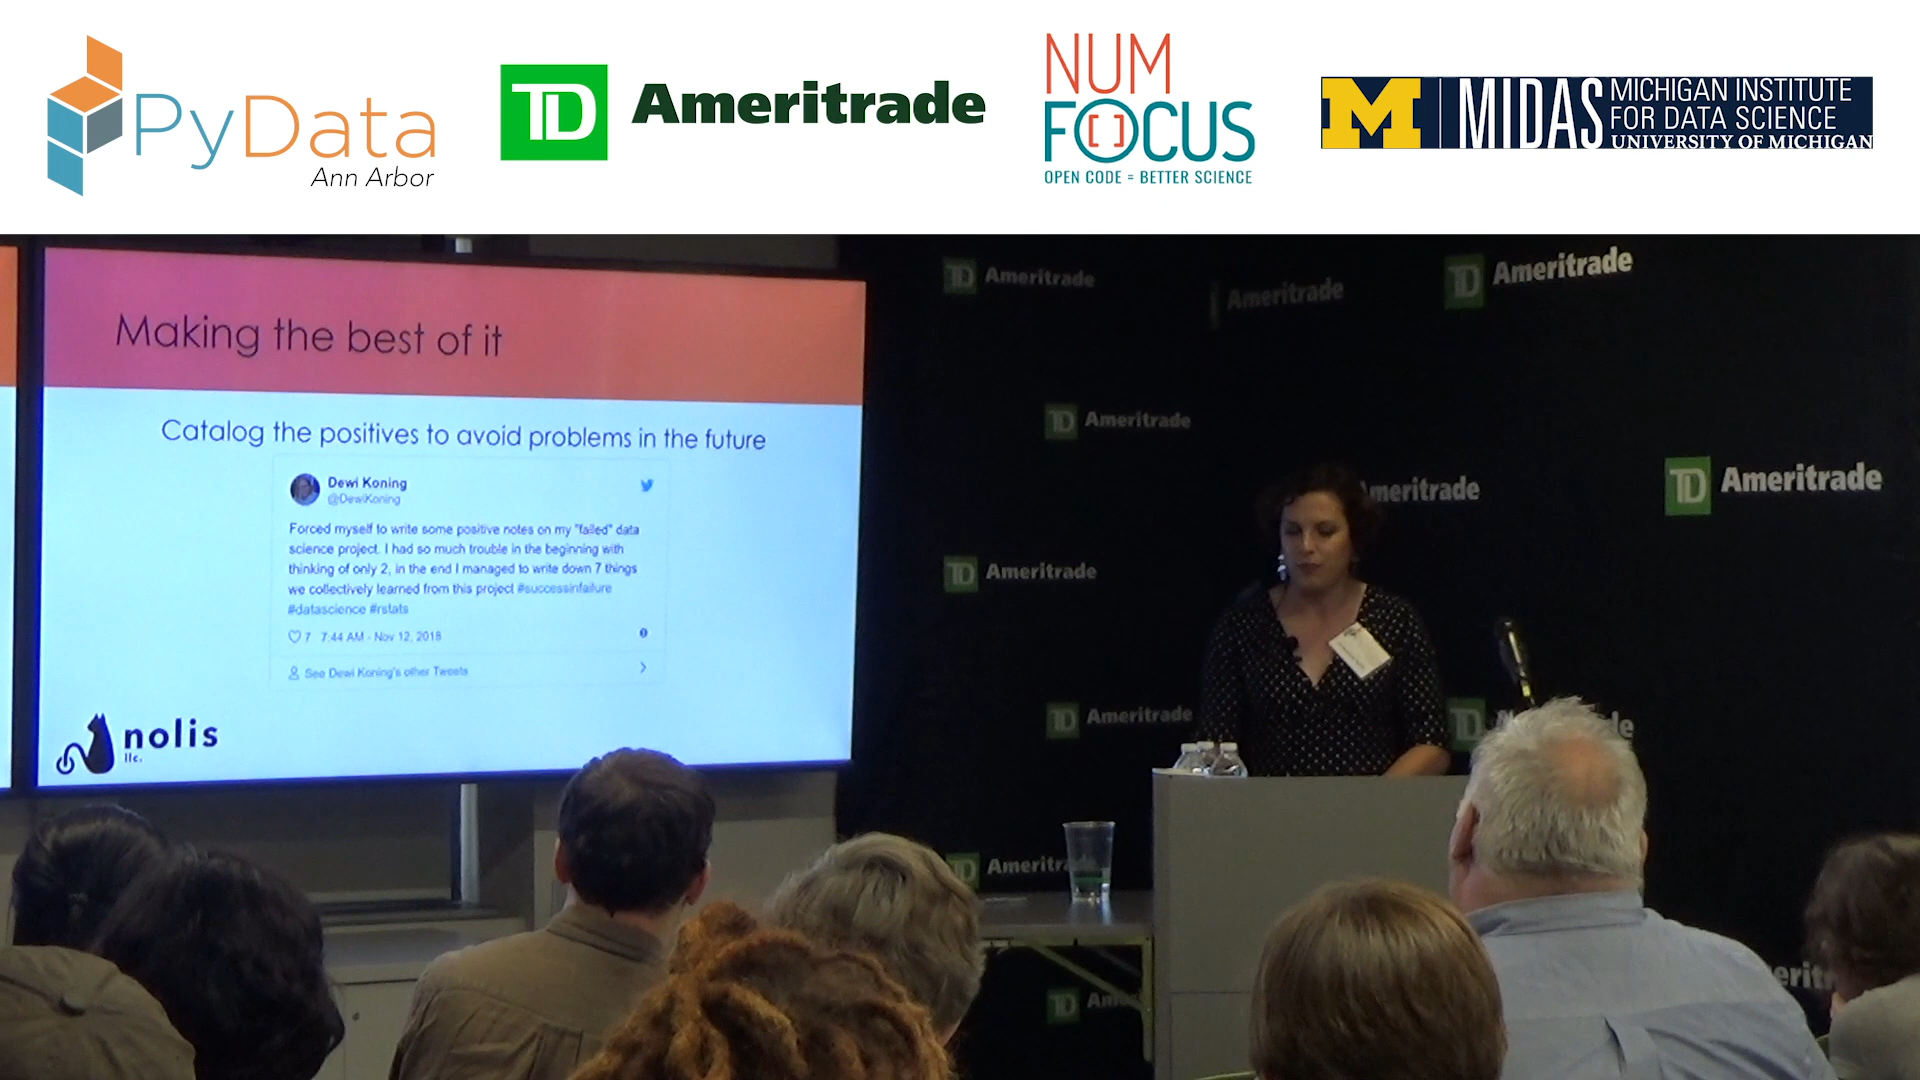 PyData
Ann Arbor
TD Ameritrade
NUM
FOCUS
OPEN CODE = BETTER SCIENCE
M MIDAS
MICHIGAN INSTITUTE
FOR DATA SCIENCE
UNIVERSITY OF MICHIGAN
Making the best of it
Catalog the positives to avoid problems in the future
Dewi Koning
@DewiKoning
Forced myself to write some positive notes on my "failed" data
science project. I had so much trouble in the beginning with
thinking of only 2, in the end I managed to write down 7 things
we collectively learned from this project #successinfailure
#datascience #rstats
7 7:44 AM - Nov 12, 2018
See Dewi Koning's other Tweets
nolis
llc.
TD Ameritrade
Ameritrade
TD Ameritrade
TD Ameritrade
Ameritrade
TD Ameritrade
TD Ameritrade
TD Ameritrade
TD
TD Ameritrade
TD